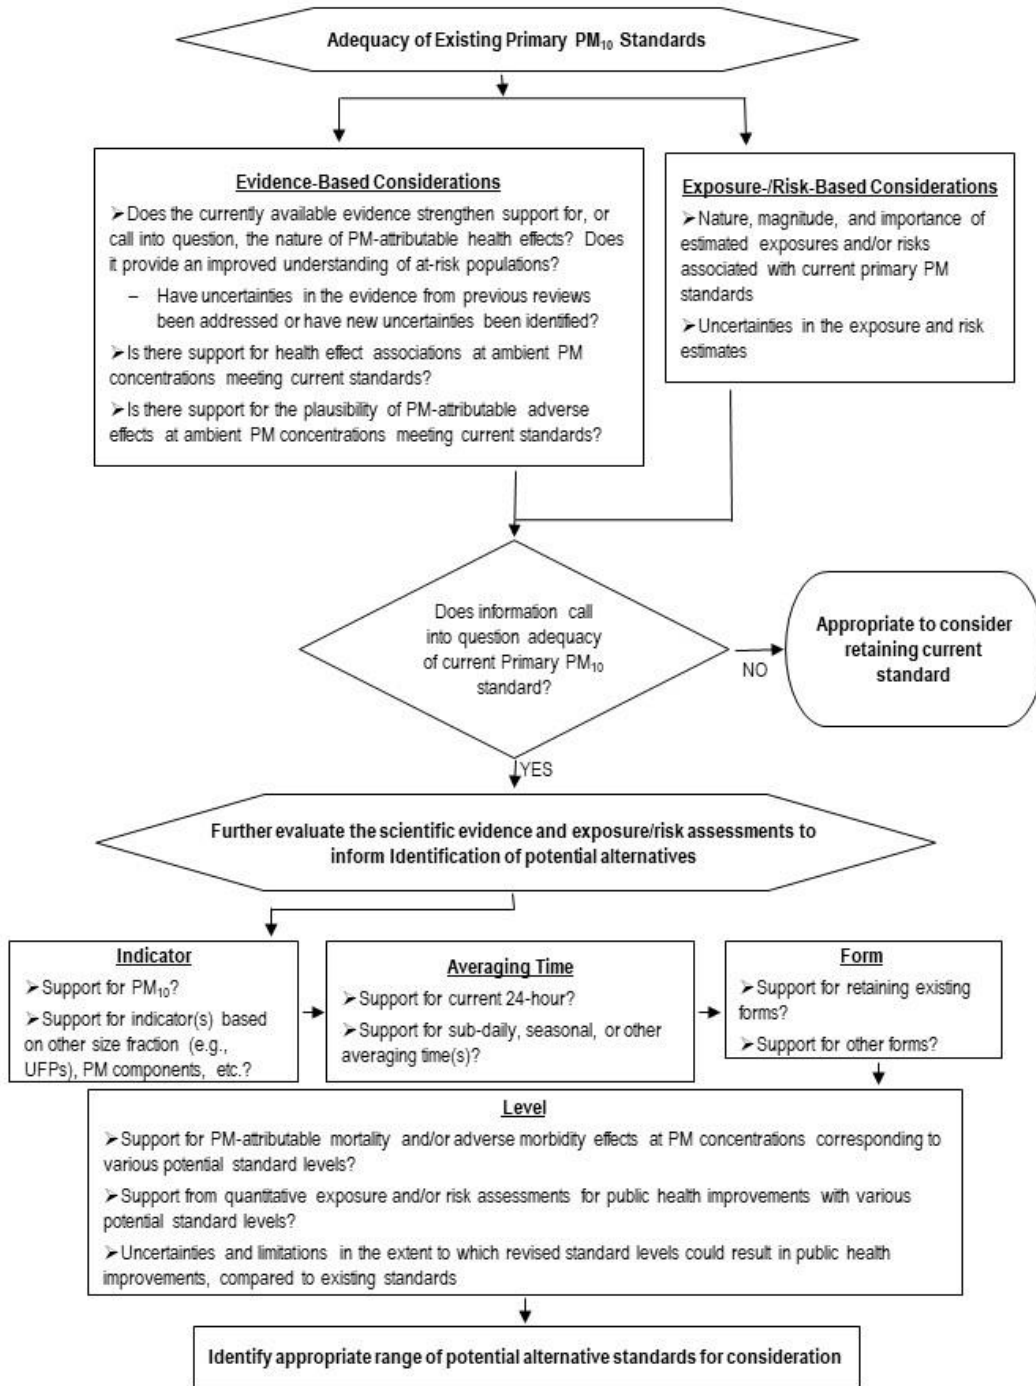 Adequacy of Existing Primary PM₁₀ Standards
Evidence-Based Considerations
➤Does the currently available evidence strengthen support for, or
call into question, the nature of PM-attributable health effects? Does
it provide an improved understanding of at-risk populations?
– Have uncertainties in the evidence from previous reviews
been addressed or have new uncertainties been identified?
➤Is there support for health effect associations at ambient PM
concentrations meeting current standards?
➤Is there support for the plausibility of PM-attributable adverse
effects at ambient PM concentrations meeting current standards?
Exposure-/Risk-Based Considerations
➤Nature, magnitude, and importance of
estimated exposures and/or risks
associated with current primary PM
standards
➤Uncertainties in the exposure and risk
estimates
Does information call
into question adequacy
of current Primary PM₁₀
standard?
NO
Appropriate to consider
retaining current
standard
YES
Further evaluate the scientific evidence and exposure/risk assessments to
inform Identification of potential alternatives
Indicator
➤Support for PM₁₀?
➤Support for indicator(s) based
on other size fraction (e.g.,
UFPs), PM components, etc.?
Averaging Time
➤Support for current 24-hour?
➤Support for sub-daily, seasonal, or other
averaging time(s)?
Form
➤Support for retaining existing
forms?
➤Support for other forms?
Level
➤Support for PM-attributable mortality and/or adverse morbidity effects at PM concentrations corresponding to
various potential standard levels?
➤Support from quantitative exposure and/or risk assessments for public health improvements with various
potential standard levels?
➤Uncertainties and limitations in the extent to which revised standard levels could result in public health
improvements, compared to existing standards
Identify appropriate range of potential alternative standards for consideration